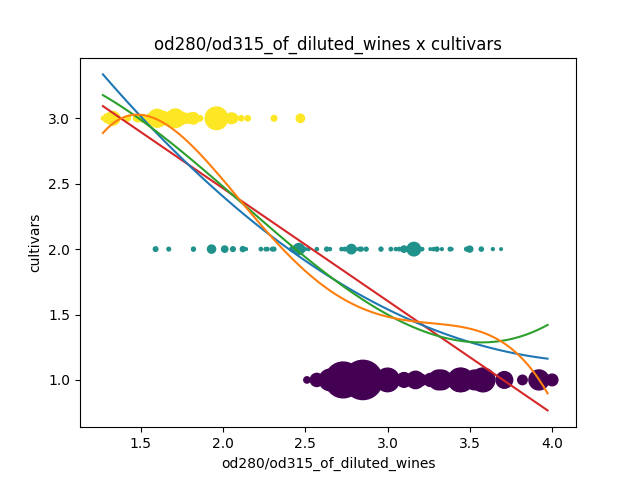 od280/od315_of_diluted_wines x cultivars
3.0
2.5
2.0
1.5
1.0
cultivars
1.5 2.0 2.5 3.0 3.5 4.0
od280/od315_of_diluted_wines